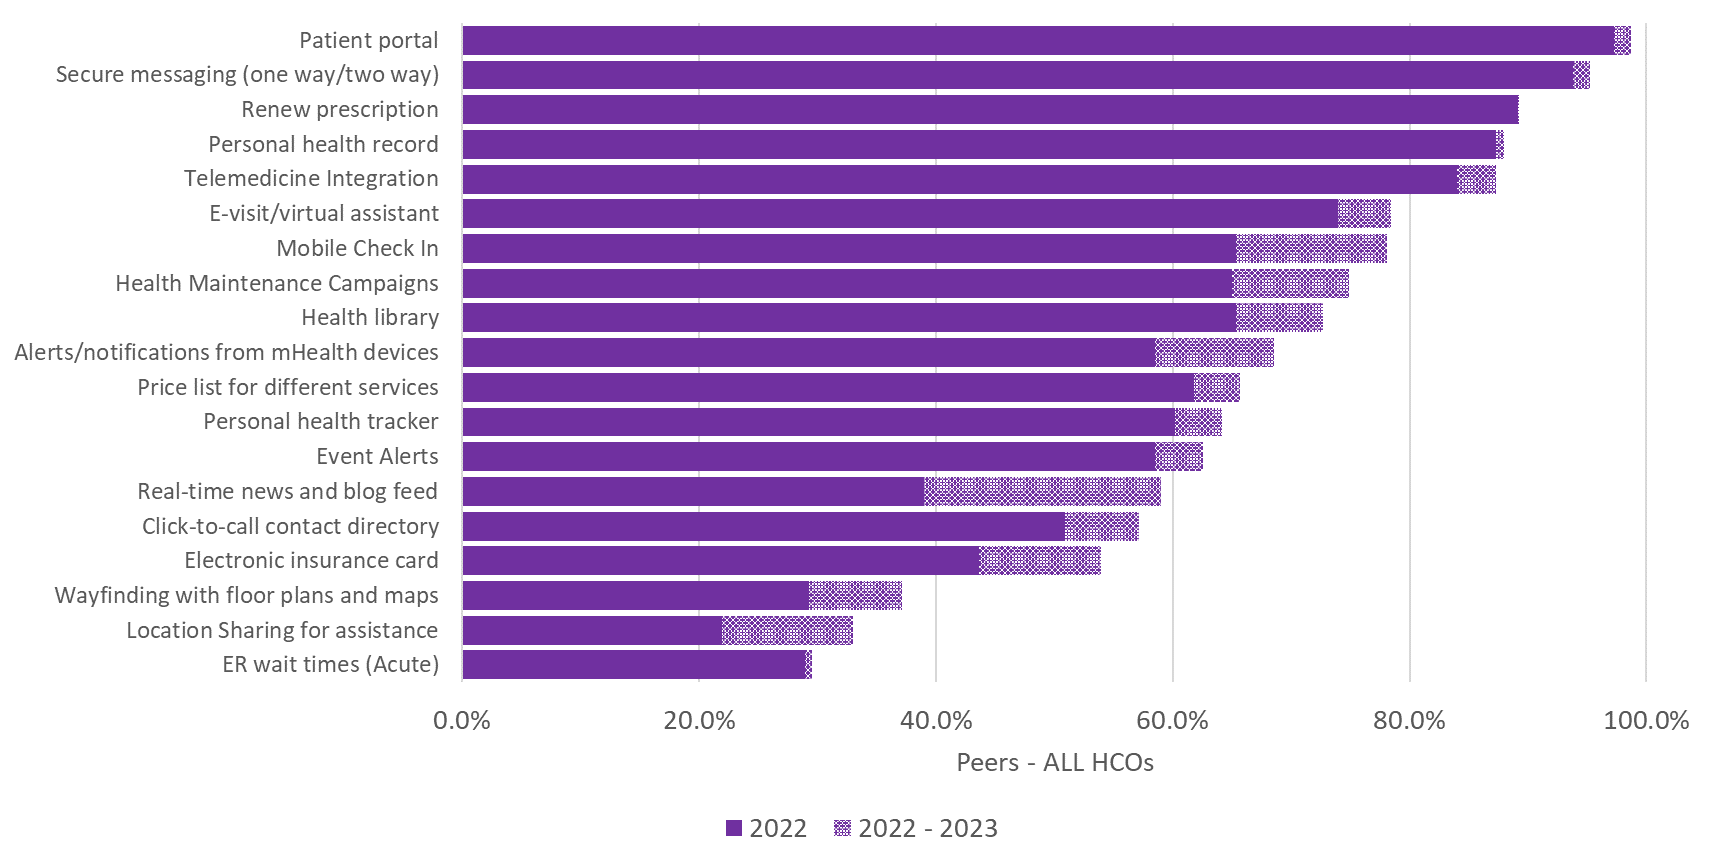 Patient portal
Secure messaging (one way/two way)
Renew prescription
Personal health record
Telemedicine Integration
E-visit/virtual assistant
Mobile Check In
Health Maintenance Campaigns
Health library
Alerts/notifications from mHealth devices
Price list for different services
Personal health tracker
Event Alerts
Real-time news and blog feed
Click-to-call contact directory
Electronic insurance card
Wayfinding with floor plans and maps
Location Sharing for assistance
ER wait times (Acute)
0.0% 20.0% 40.0% 60.0% 80.0% 100.0%
Peers - ALL HCOs
2022 2022 - 2023